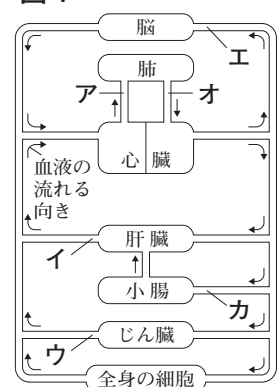 図1
脳
エ
肺
ア
オ
心臓
血液の
流れる
向き
イ
肝臓
小腸
カ
じん臓
ウ
全身の細胞